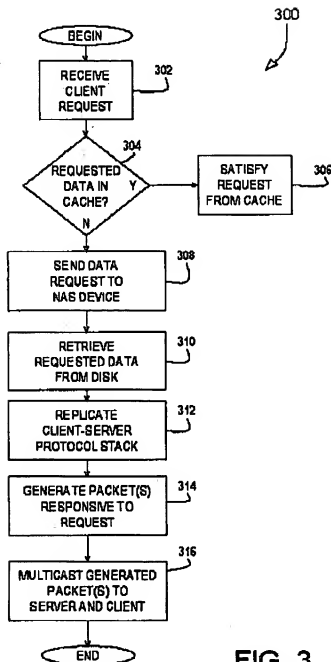 300
BEGIN
RECEIVE
CLIENT
REQUEST
302
304
REQUESTED
DATA IN
CACHE?
Y
N
SATISFY
REQUEST
FROM CACHE
306
SEND DATA
REQUEST TO
NAS DEVICE
308
RETRIEVE
REQUESTED DATA
FROM DISK
310
REPLICATE
CLIENT-SERVER
PROTOCOL STACK
312
GENERATE PACKET(S)
RESPONSIVE TO
REQUEST
314
MULTICAST GENERATED
PACKET(S) TO
SERVER AND CLIENT
316
END
FIG. 3